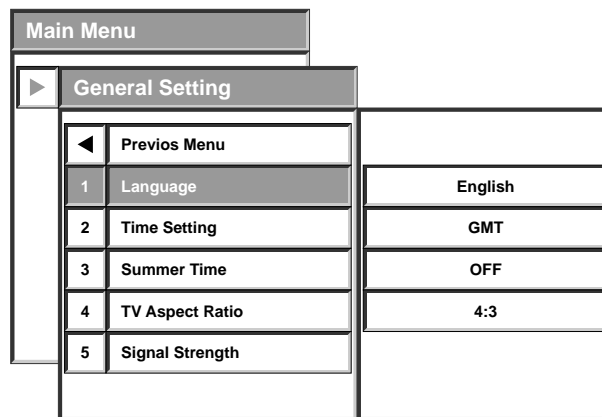 Main Menu
General Setting
Previos Menu
1 Language English
2 Time Setting GMT
3 Summer Time OFF
4 TV Aspect Ratio 4:3
5 Signal Strength